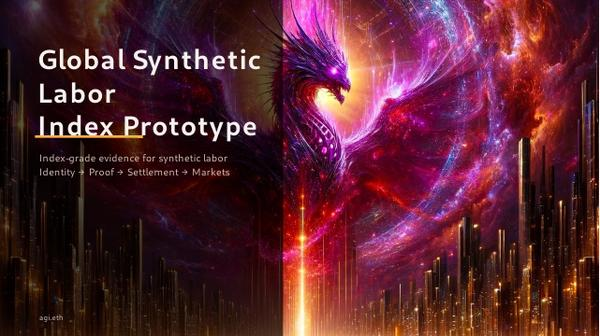 Global Synthetic
Labor
Index Prototype
Index-grade evidence for synthetic labor
Identity → Proof → Settlement → Markets
agi.eth